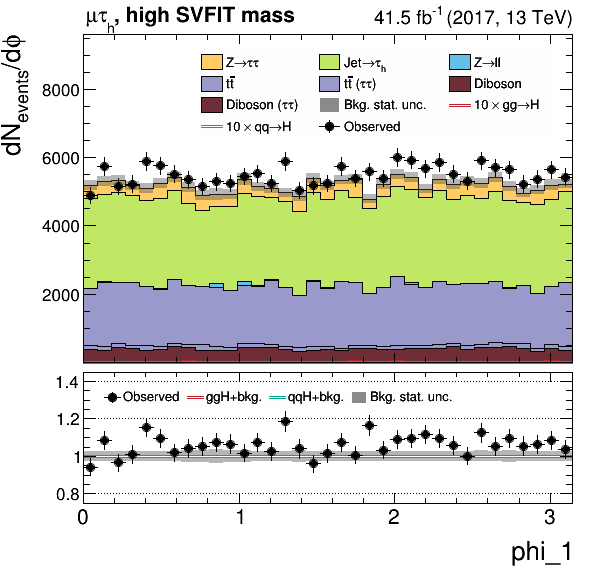 μτh, high SVFIT mass 41.5 fb⁻¹ (2017, 13 TeV)
dNevents/dϕ
8000
6000
4000
2000
Z→ττ Jet→τh Z→ll
tt̄ tt̄ (ττ) Diboson
Diboson (ττ) Bkg. stat. unc. 10 × gg→H
10 × qq→H Observed
1.4
1.2
1
0.8
Observed ggH+bkg. qqH+bkg. Bkg. stat. unc.
0 1 2 3
phi_1